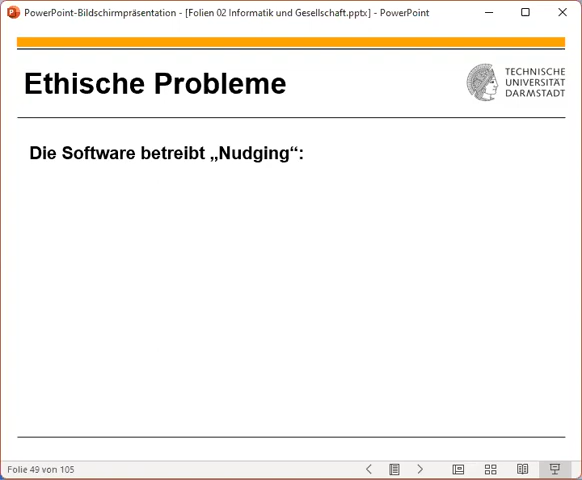 PowerPoint-Bildschirmpräsentation - [Folien 02 Informatik und Gesellschaft.pptx] - PowerPoint
Ethische Probleme
TECHNISCHE
UNIVERSITÄT
DARMSTADT
Die Software betreibt „Nudging“:
Folie 49 von 105